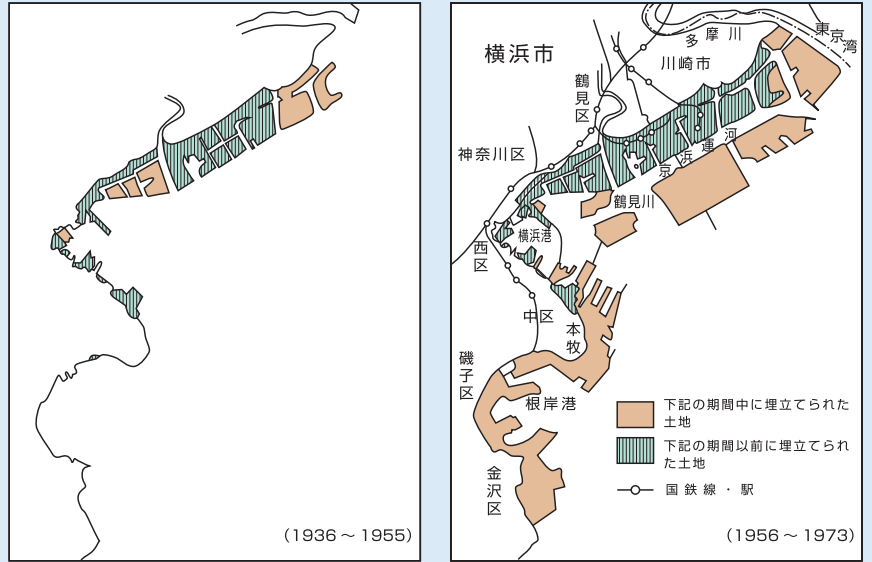 (1936～1955)
横浜市
多摩川
東京湾
川崎市
鶴見区
神奈川区
京浜運河
鶴見川
横浜港
西区
中区
本牧
磯子区
根岸港
金沢区
下記の期間中に埋立てられた
土地
下記の期間以前に埋立てられ
た土地
国鉄線・駅
(1956～1973)